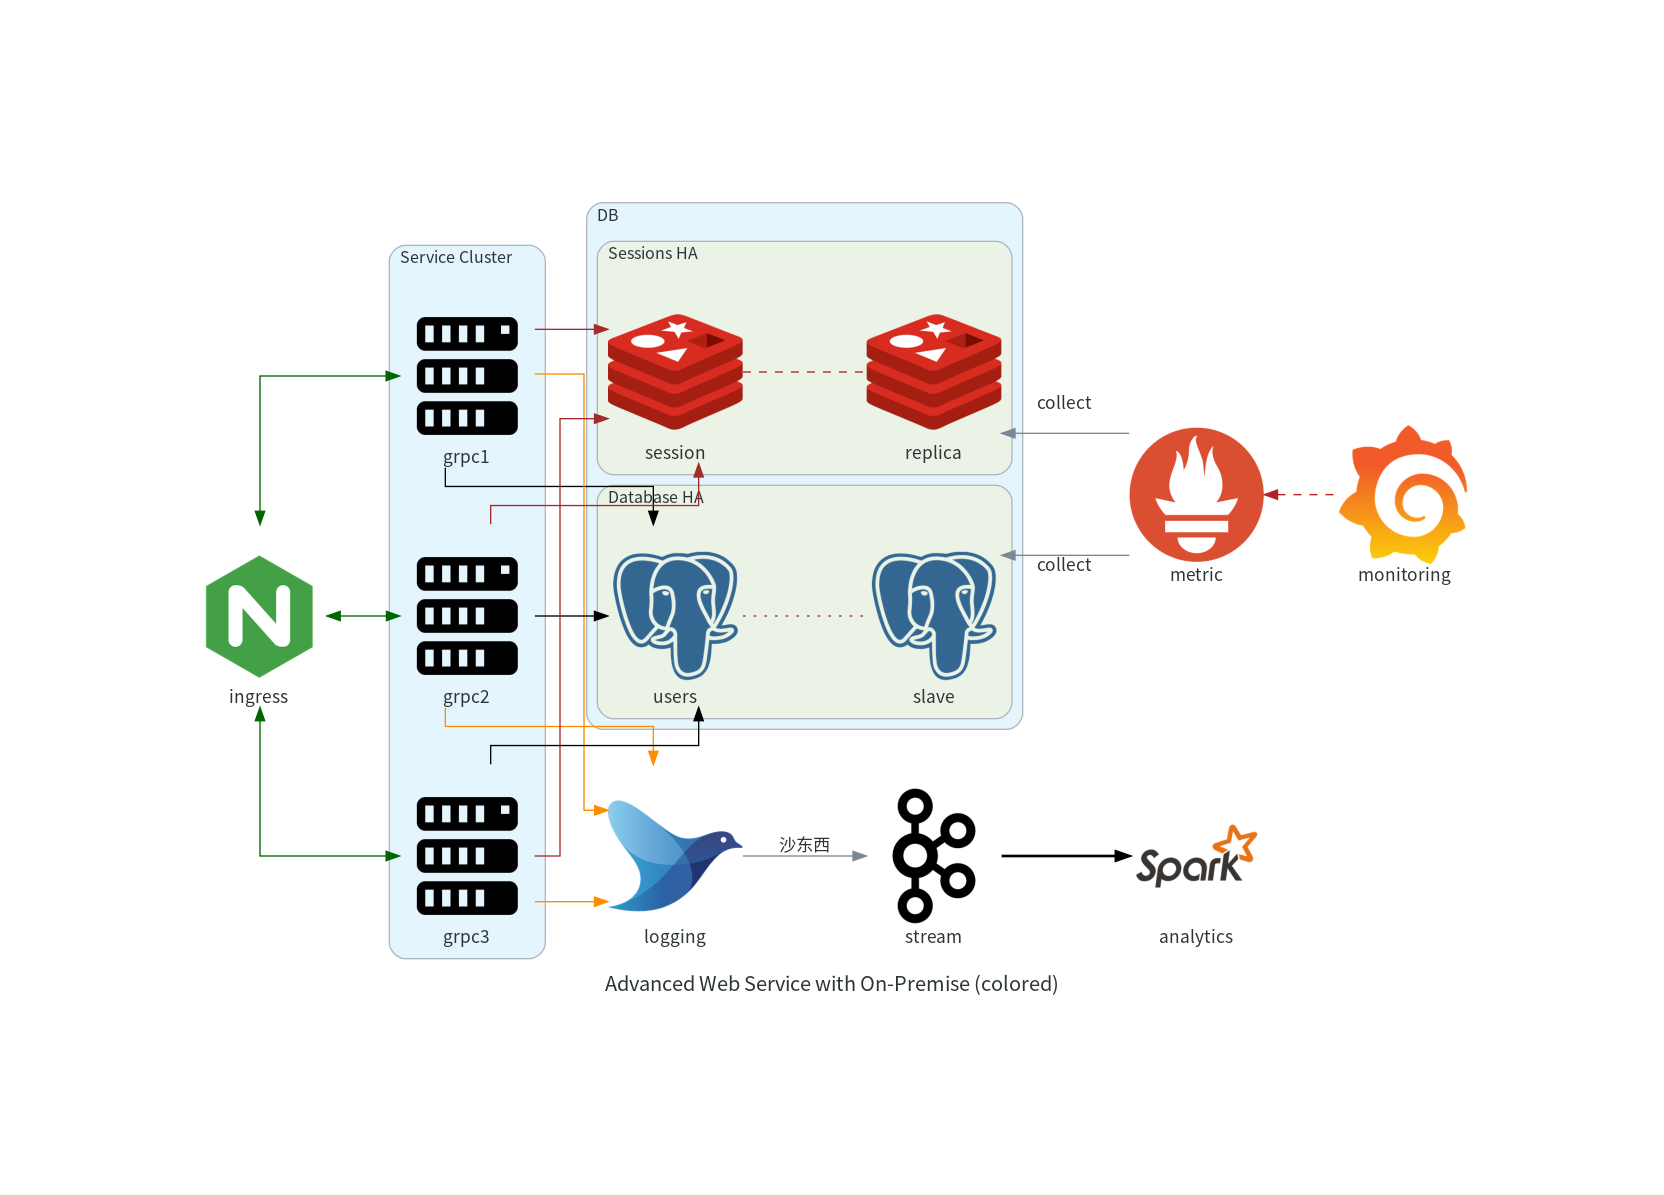 DB
Sessions HA
Service Cluster
collect
session
replica
grpc1
Database HA
collect
metric
monitoring
ingress
grpc2
users
slave
沙东西
Spark
grpc3
logging
stream
analytics
Advanced Web Service with On-Premise (colored)